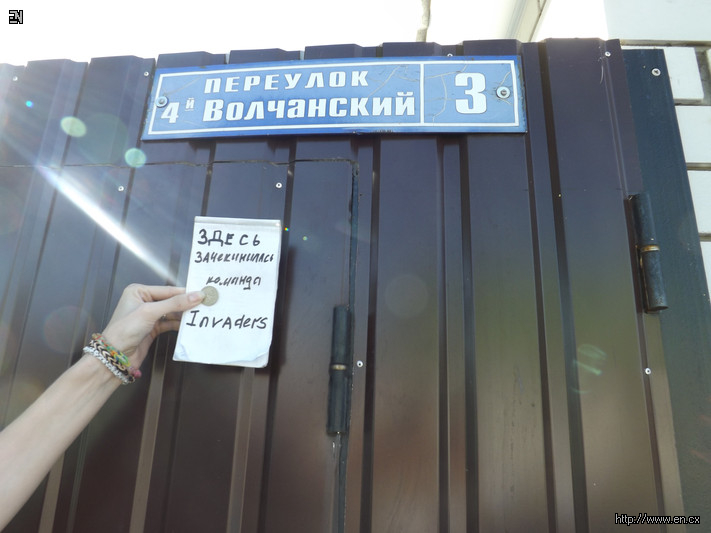 EN
ПЕРЕУЛОК
4й Волчанский
3
ЗДЕСЬ
ЗАЧЕКИНИЛАСЬ
команда
InvAders
http://www.en.cx